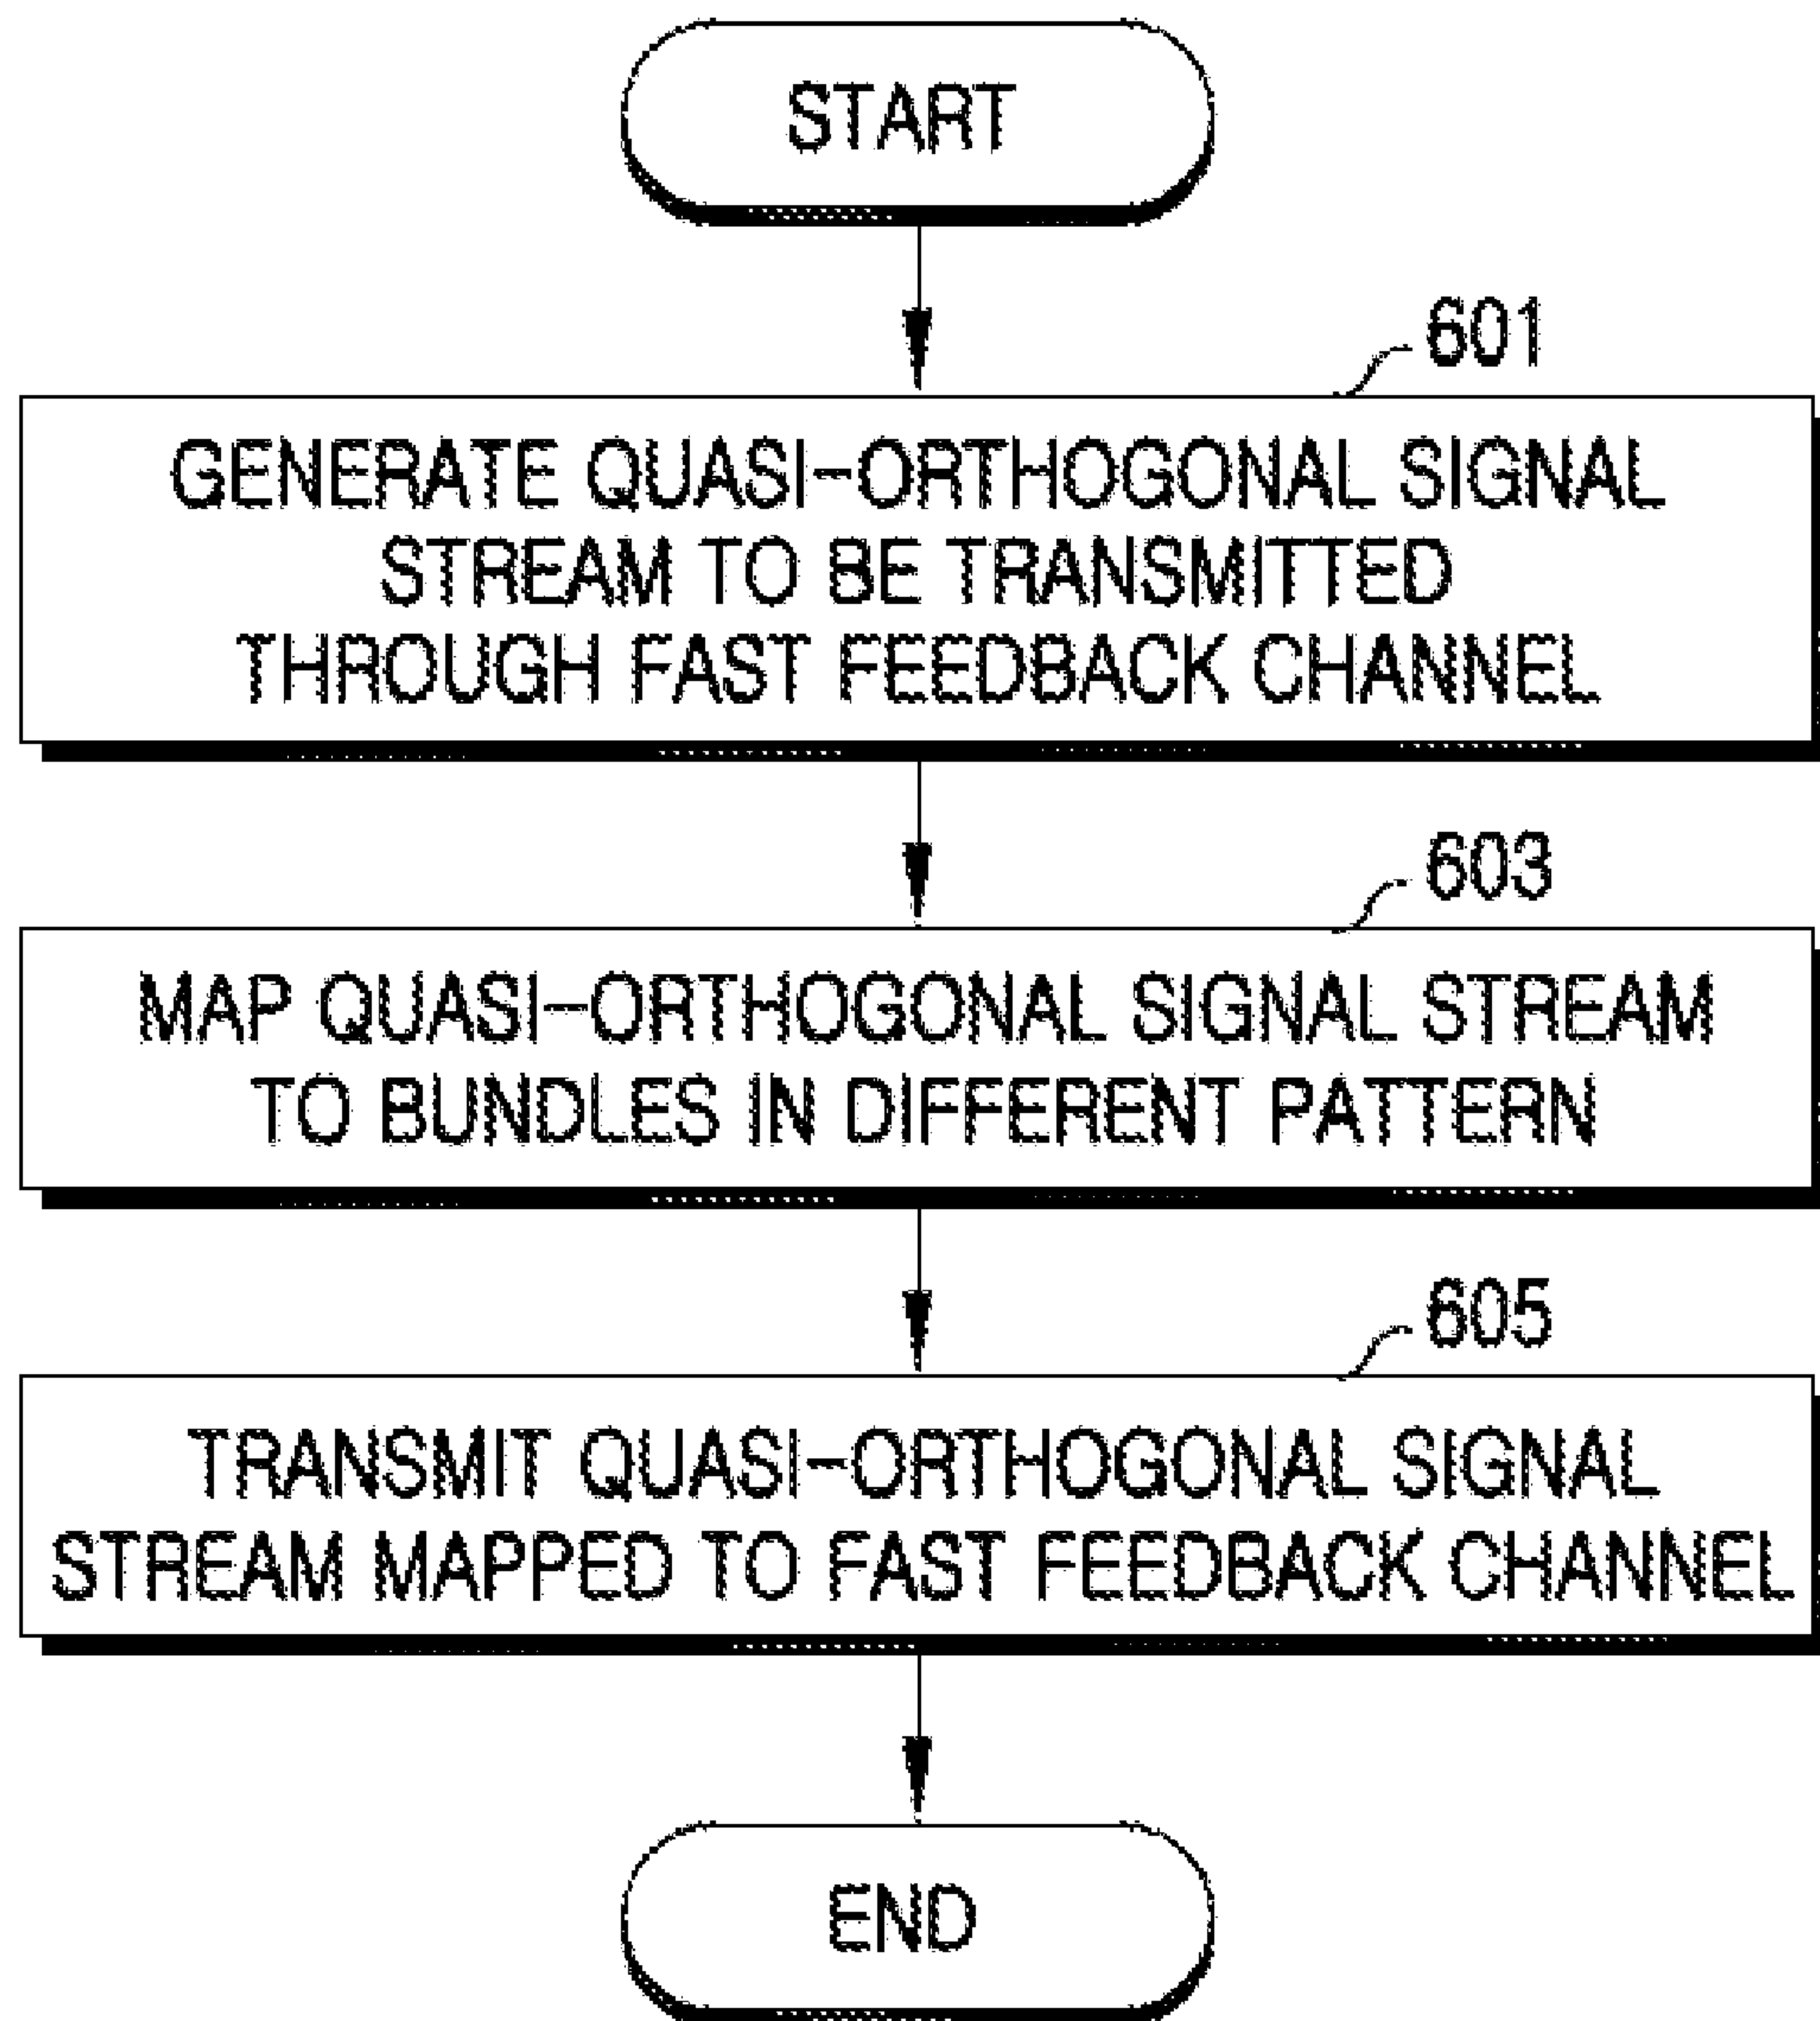 START
601
GENERATE QUASI-ORTHOGONAL SIGNAL
STREAM TO BE TRANSMITTED
THROUGH FAST FEEDBACK CHANNEL
603
MAP QUASI-ORTHOGONAL SIGNAL STREAM
TO BUNDLES IN DIFFERENT PATTERN
605
TRANSMIT QUASI-ORTHOGONAL SIGNAL
STREAM MAPPED TO FAST FEEDBACK CHANNEL
END